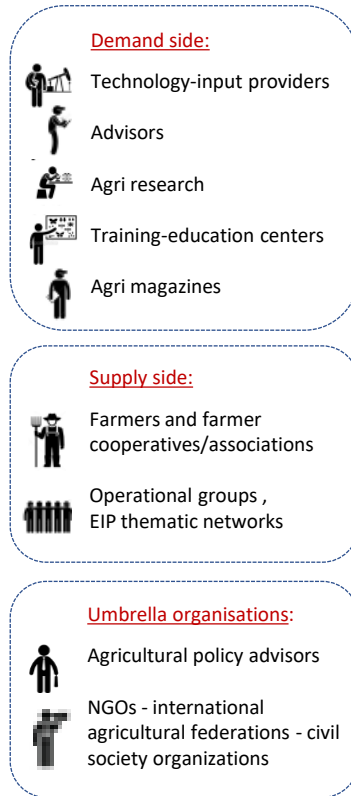 Demand side:
Technology-input providers
Advisors
Agri research
Training-education centers
Agri magazines
Supply side:
Farmers and farmer
cooperatives/associations
Operational groups ,
EIP thematic networks
Umbrella organisations:
Agricultural policy advisors
NGOs - international
agricultural federations - civil
society organizations